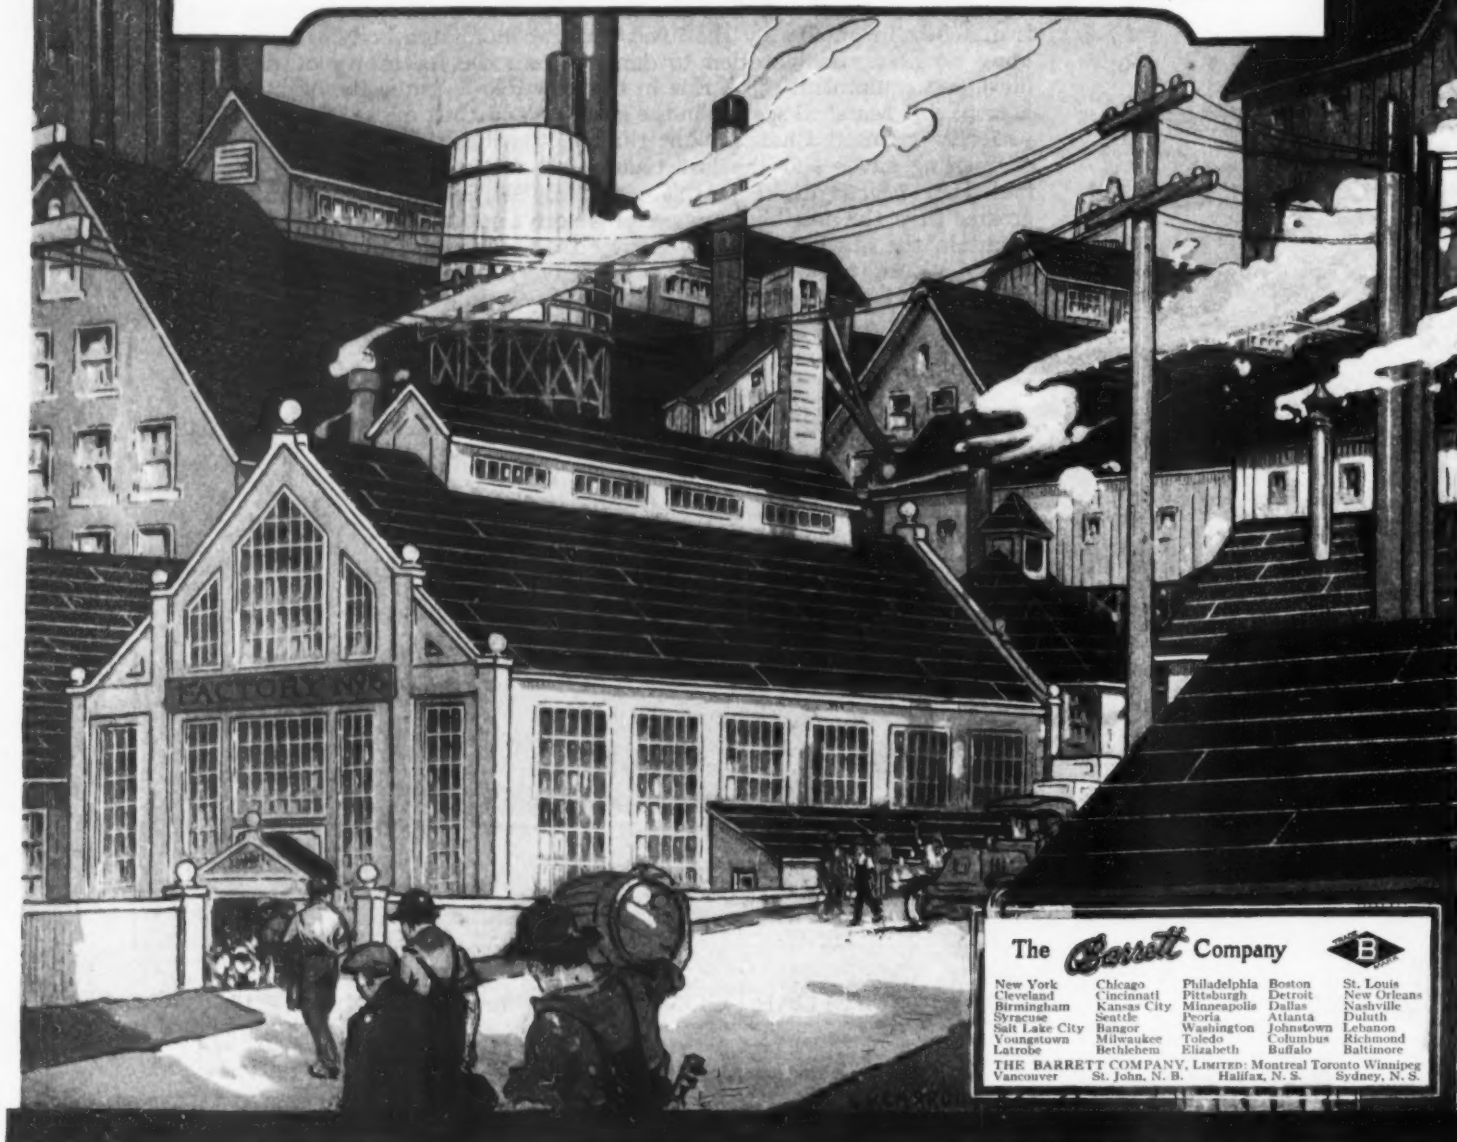 FACTORY No 6
The Barrett Company
TRADE B MARK
New York Chicago Philadelphia Boston St. Louis
Cleveland Cincinnati Pittsburgh Detroit New Orleans
Birmingham Kansas City Minneapolis Dallas Nashville
Syracuse Seattle Peoria Atlanta Duluth
Salt Lake City Bangor Washington Johnstown Lebanon
Youngstown Milwaukee Toledo Columbus Richmond
Latrobe Bethlehem Elizabeth Buffalo Baltimore
THE BARRETT COMPANY, LIMITED: Montreal Toronto Winnipeg
Vancouver St. John, N. B. Halifax, N. S. Sydney, N. S.